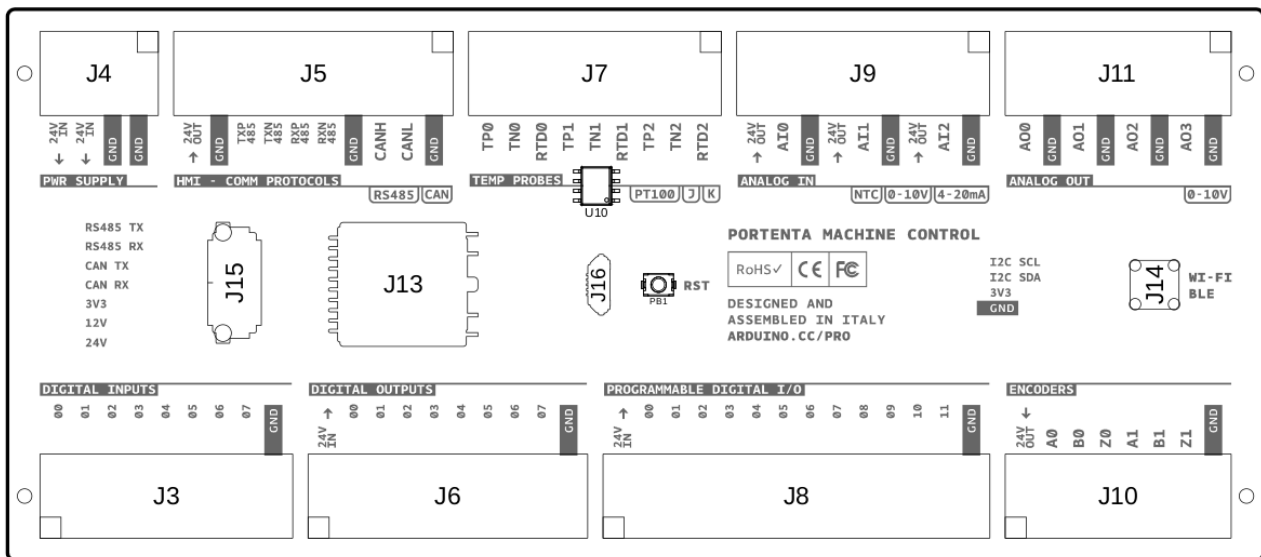 J4
J5
J7
J9
J11
24V IN
24V IN
GND
GND
24V OUT
GND
TXP 485
TXN 485
RXP 485
RXN 485
GND
CANH
CANL
GND
TP0
TN0
RTD0
TP1
TN1
RTD1
TP2
TN2
RTD2
24V OUT
AI0
GND
24V OUT
AI1
GND
24V OUT
AI2
GND
AO0
GND
AO1
GND
AO2
GND
AO3
GND
PWR SUPPLY
HMI - COMM PROTOCOLS
TEMP PROBES
ANALOG IN
ANALOG OUT
RS485 CAN
U10
PT100 J K
NTC 0-10V 4-20mA
0-10V
RS485 TX
RS485 RX
CAN TX
CAN RX
3V3
12V
24V
J15
J13
J16
PB1
RST
PORTENTA MACHINE CONTROL
RoHS✓ CE FC
DESIGNED AND
ASSEMBLED IN ITALY
ARDUINO.CC/PRO
I2C SCL
I2C SDA
3V3
GND
J14
WI-FI
BLE
DIGITAL INPUTS
DIGITAL OUTPUTS
PROGRAMMABLE DIGITAL I/O
ENCODERS
00
01
02
03
04
05
06
07
GND
24V IN
00
01
02
03
04
05
06
07
GND
24V IN
00
01
02
03
04
05
06
07
08
09
10
11
GND
24V OUT
A0
B0
Z0
A1
B1
Z1
GND
J3
J6
J8
J10